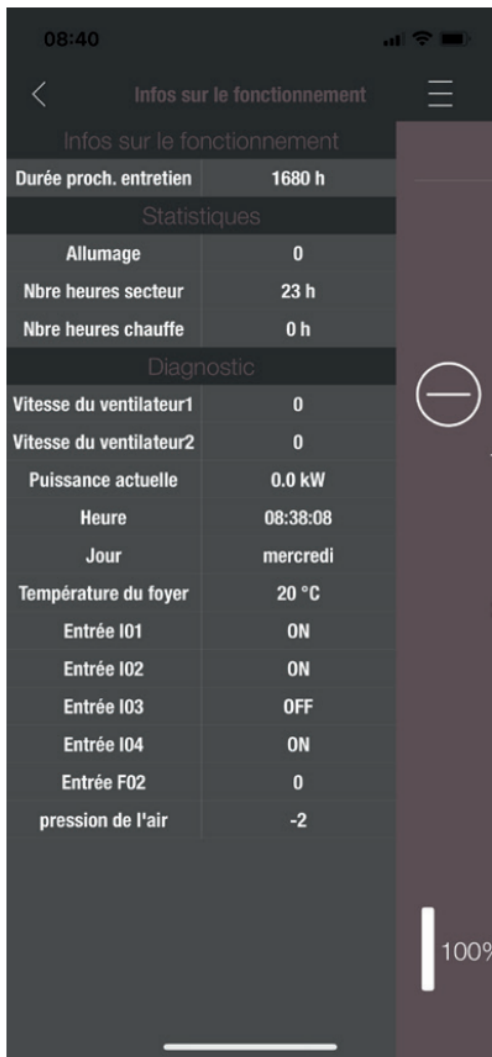 08:40
Infos sur le fonctionnement
Infos sur le fonctionnement
Durée proch. entretien 1680 h
Statistiques
Allumage 0
Nbre heures secteur 23 h
Nbre heures chauffe 0 h
Diagnostic
Vitesse du ventilateur1 0
Vitesse du ventilateur2 0
Puissance actuelle 0.0 kW
Heure 08:38:08
Jour mercredi
Température du foyer 20 °C
Entrée I01 ON
Entrée I02 ON
Entrée I03 OFF
Entrée I04 ON
Entrée F02 0
pression de l'air -2
100%